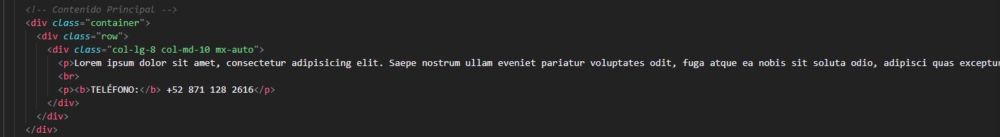 <!-- Contenido Principal -->
<div class="container">
<div class="row">
<div class="col-lg-8 col-md-10 mx-auto">
<p>Lorem ipsum dolor sit amet, consectetur adipisicing elit. Saepe nostrum ullam eveniet pariatur voluptates odit, fuga atque ea nobis sit soluta odio, adipisci quas exceptur
<br>
<p><b>TELÉFONO:</b> +52 871 128 2616</p>
</div>
</div>
</div>